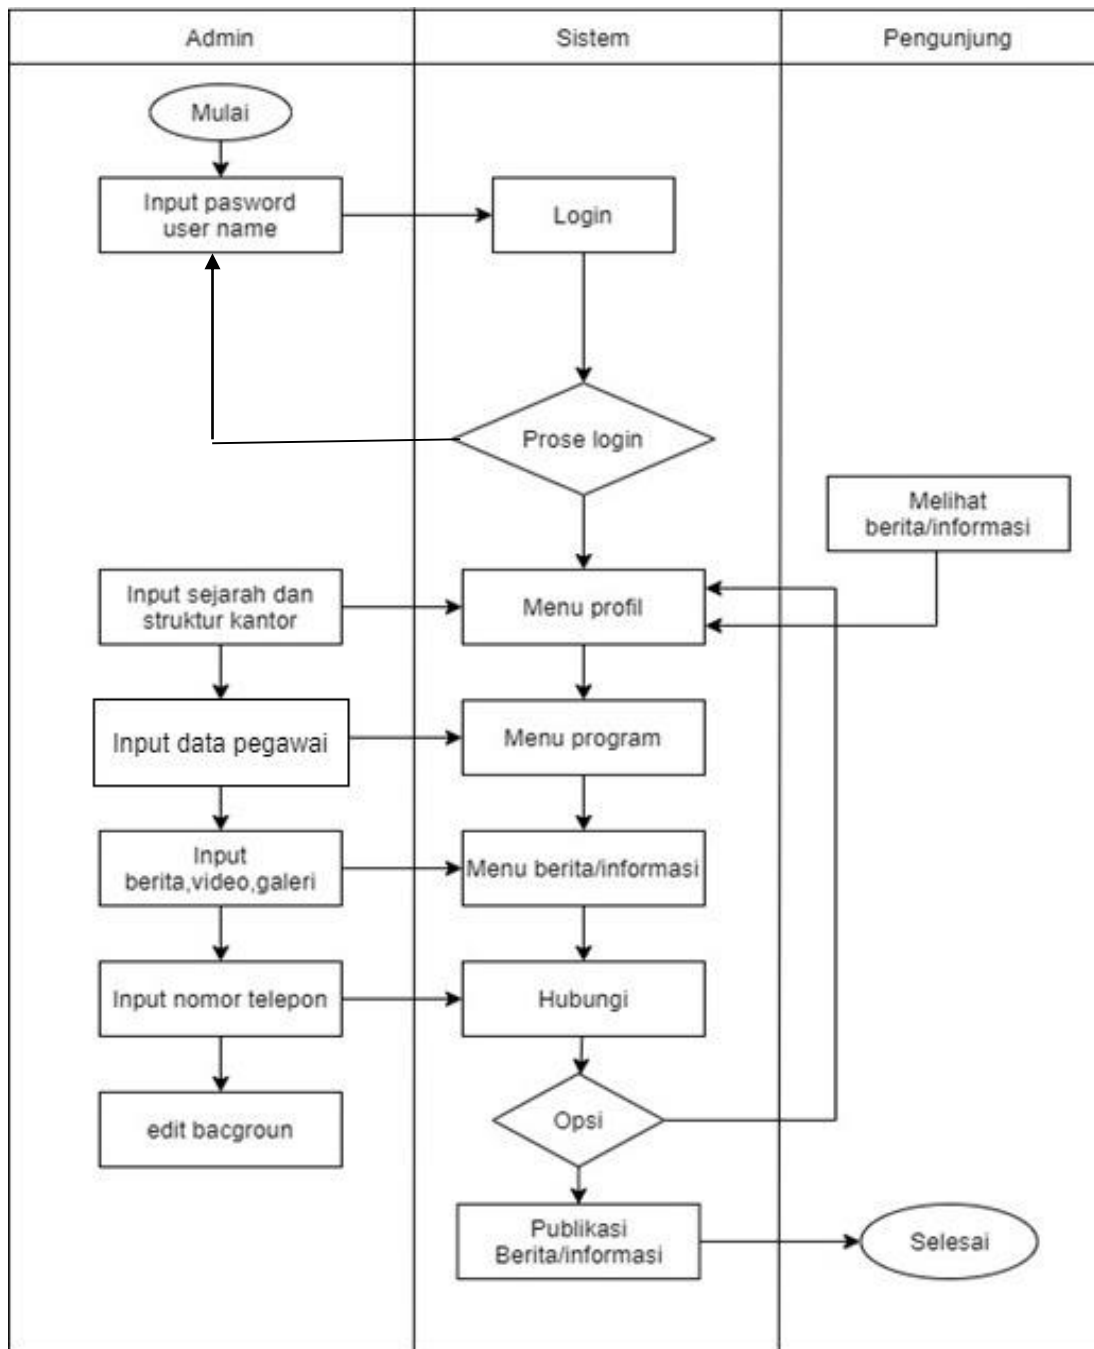 Admin
Sistem
Pengunjung
Mulai
Input pasword
user name
Login
Prose login
Melihat
berita/informasi
Input sejarah dan
struktur kantor
Menu profil
Input data pegawai
Menu program
Input
berita,video,galeri
Menu berita/informasi
Input nomor telepon
Hubungi
edit bacgroun
Opsi
Publikasi
Berita/informasi
Selesai